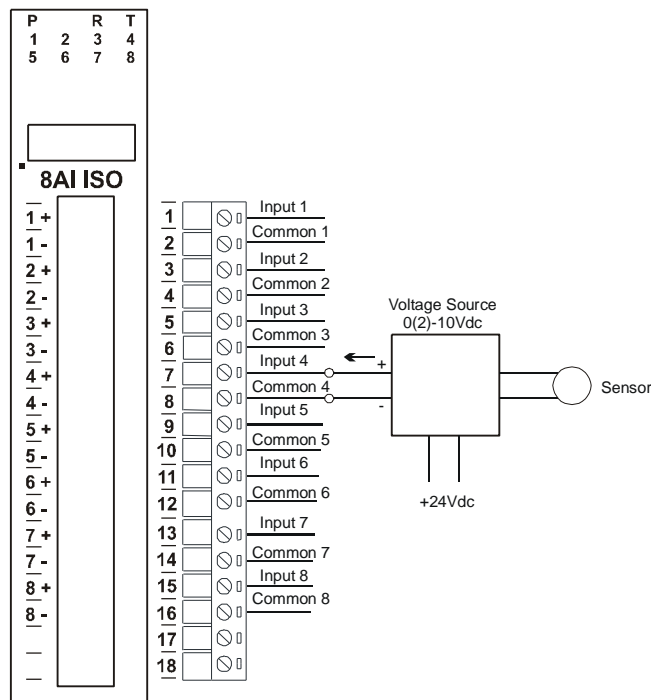 P R T
1 2 3 4
5 6 7 8
8AI ISO
1 +
1 -
2 +
2 -
3 +
3 -
4 +
4 -
5 +
5 -
6 +
6 -
7 +
7 -
8 +
8 -
1 Input 1
2 Common 1
3 Input 2
4 Common 2
5 Input 3
6 Common 3
7 Input 4
8 Common 4
9 Input 5
10 Common 5
11 Input 6
12 Common 6
13 Input 7
14 Common 7
15 Input 8
16 Common 8
17
18
Voltage Source
0(2)-10Vdc
+
-
+24Vdc
Sensor